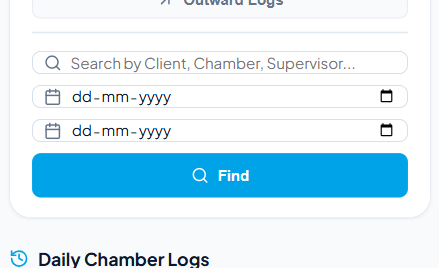 Outward Logs
Search by Client, Chamber, Supervisor...
dd-mm-yyyy
dd-mm-yyyy
Find
Daily Chamber Logs